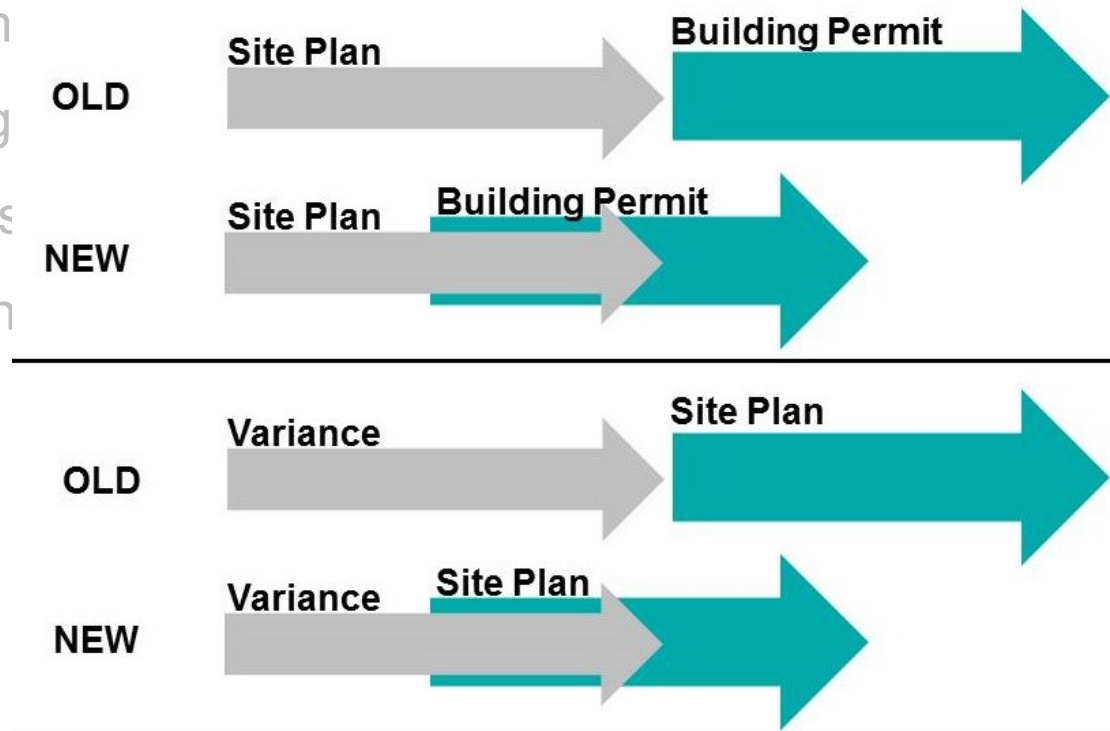 Site Plan
Building Permit
OLD
Site Plan
Building Permit
NEW
Variance
Site Plan
OLD
Variance
Site Plan
NEW